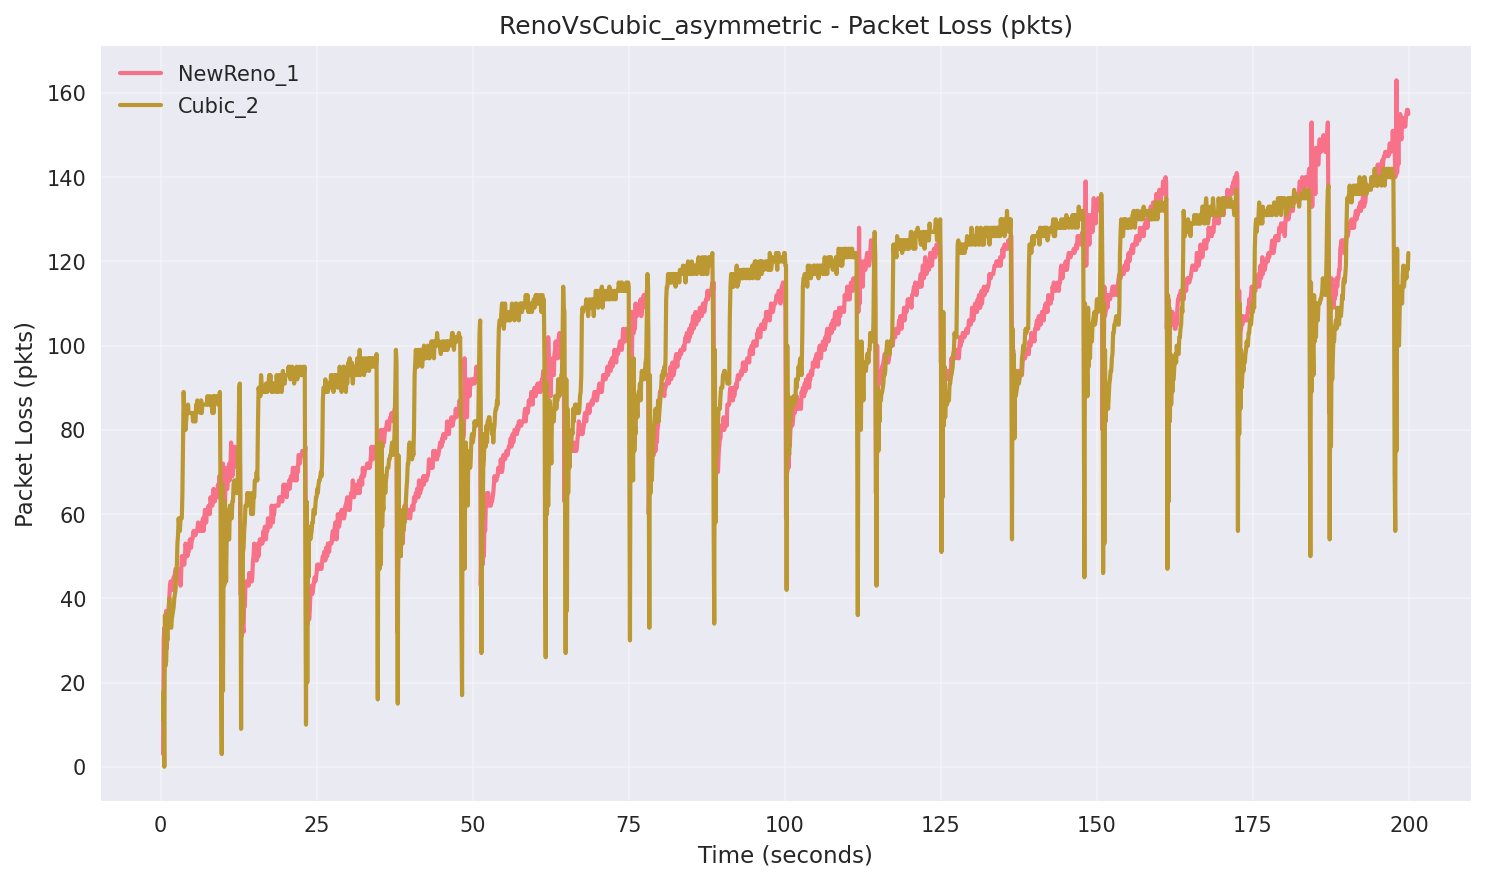 RenoVsCubic_asymmetric - Packet Loss (pkts)
NewReno_1
Cubic_2
Packet Loss (pkts)
160
140
120
100
80
60
40
20
0
0 25 50 75 100 125 150 175 200
Time (seconds)